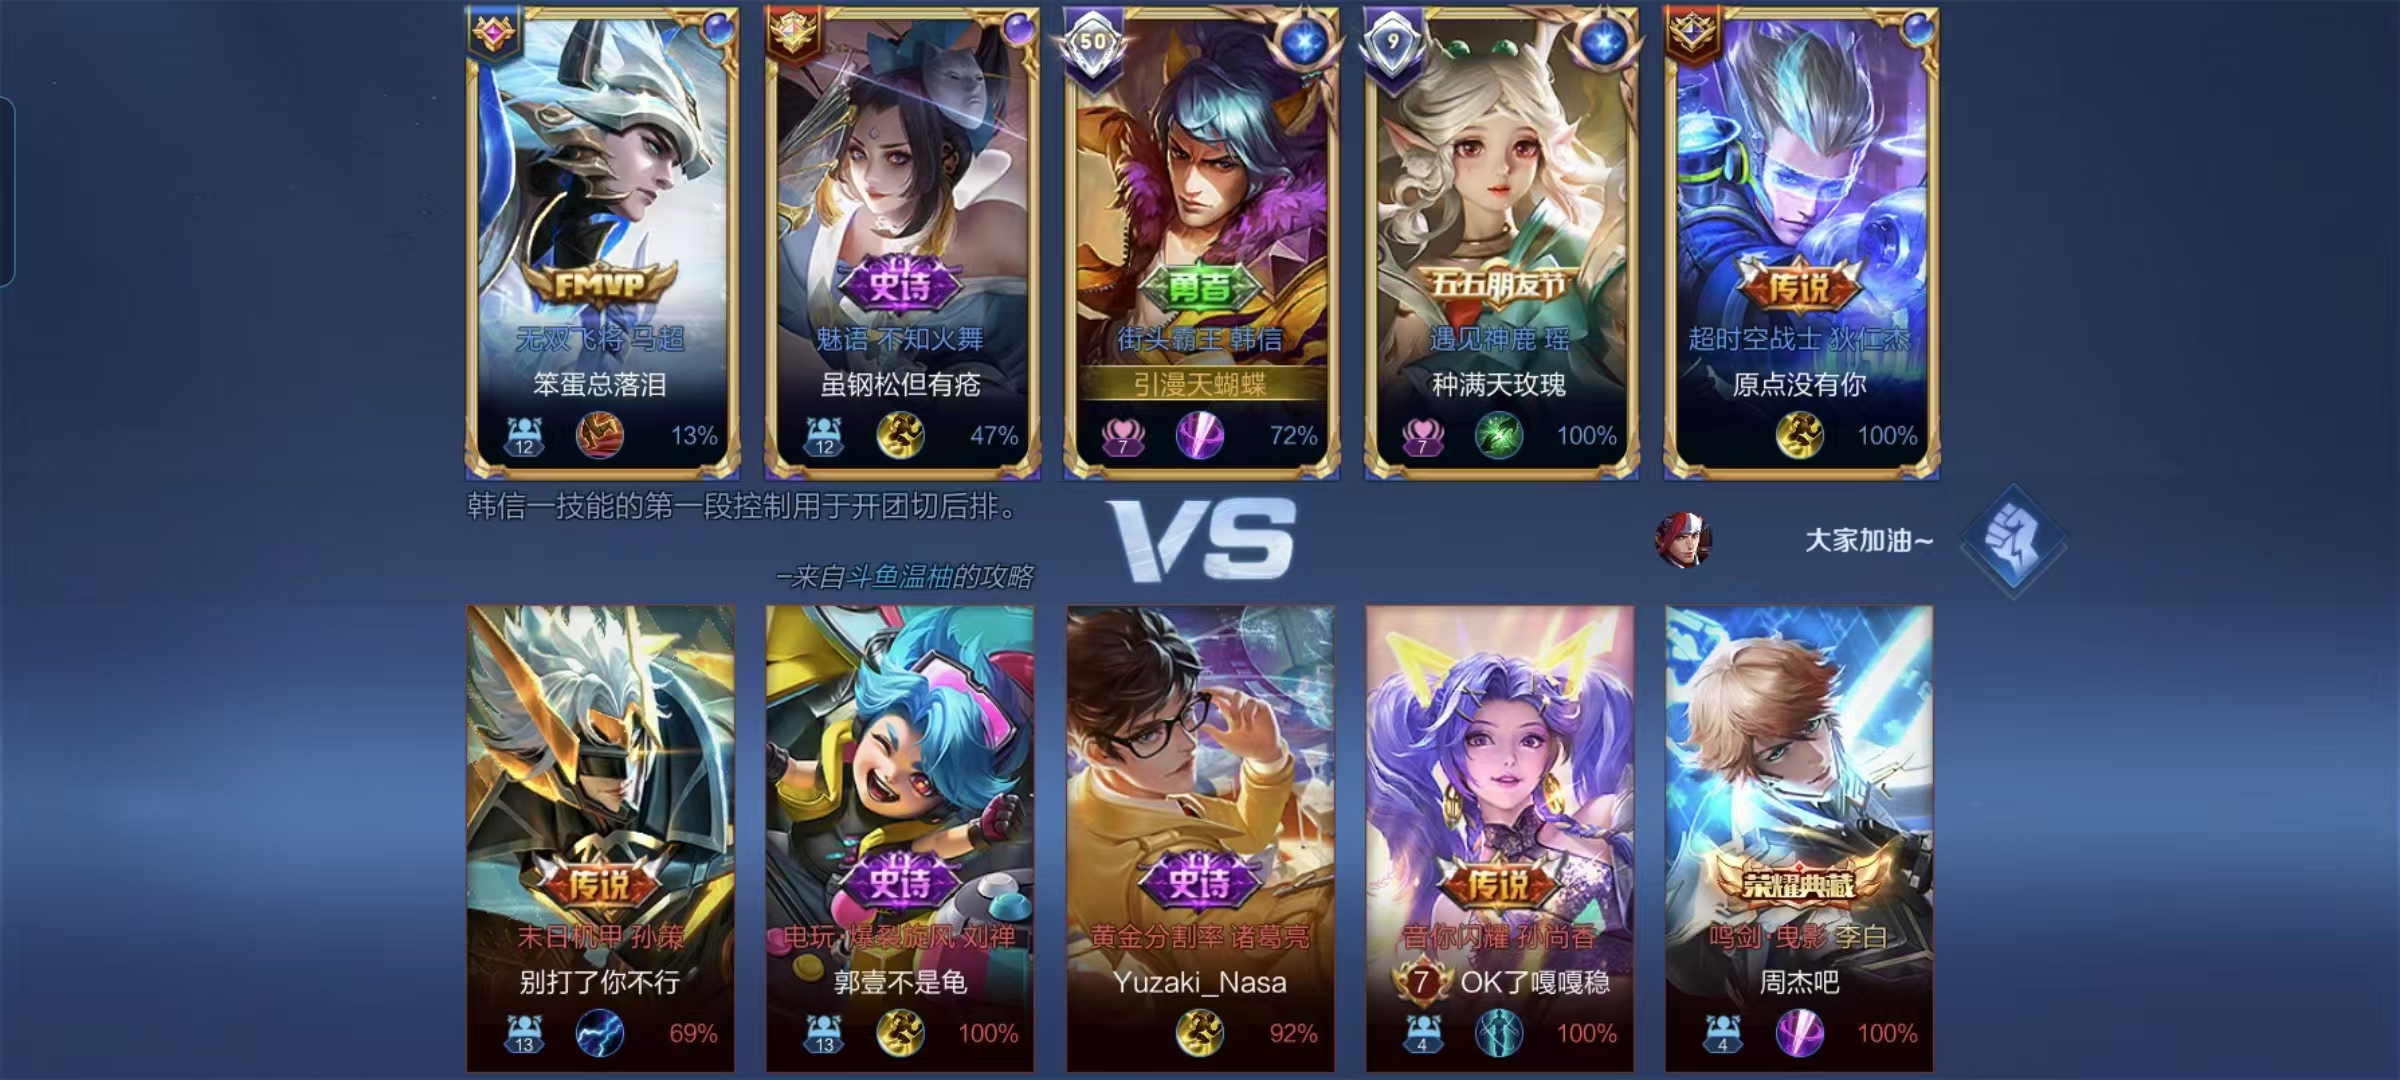 50
9
FMVP
史诗
勇者
五五朋友节
传说
无双飞将 马超
魅语 不知火舞
街头霸王 韩信
遇见神鹿 瑶
超时空战士 狄仁杰
笨蛋总落泪
虽钢松但有疮
引漫天蝴蝶
种满天玫瑰
原点没有你
12
13%
12
47%
7
72%
7
100%
100%
韩信一技能的第一段控制用于开团切后排。
VS
大家加油~
–来自斗鱼温柚的攻略
传说
史诗
史诗
传说
荣耀典藏
末日机甲 孙策
电玩·爆裂旋风 刘禅
黄金分割率 诸葛亮
音你闪耀 孙尚香
鸣剑·曳影 李白
别打了你不行
郭壹不是龟
Yuzaki_Nasa
7 OK了嘎嘎稳
周杰吧
13
69%
13
100%
92%
4
100%
4
100%